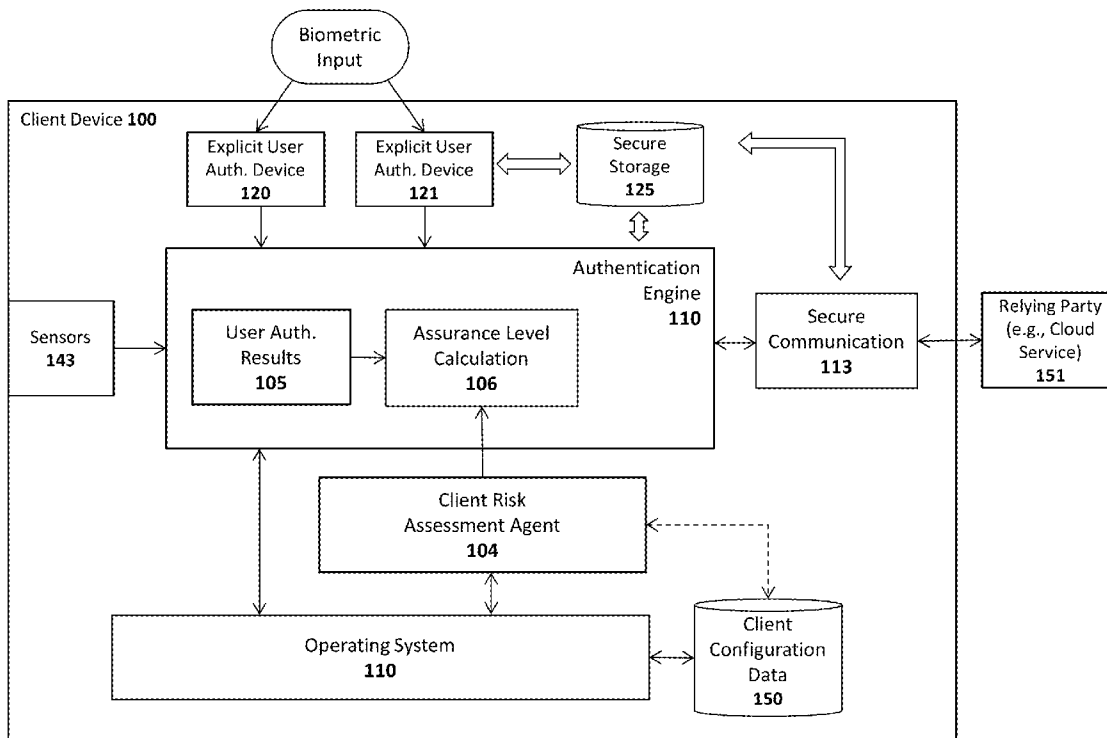 Biometric
Input
Client Device 100
Explicit User
Auth. Device
120
Explicit User
Auth. Device
121
Secure
Storage
125
Authentication
Engine
110
Sensors
143
User Auth.
Results
105
Assurance Level
Calculation
106
Secure
Communication
113
Relying Party
(e.g., Cloud
Service)
151
Client Risk
Assessment Agent
104
Operating System
110
Client
Configuration
Data
150